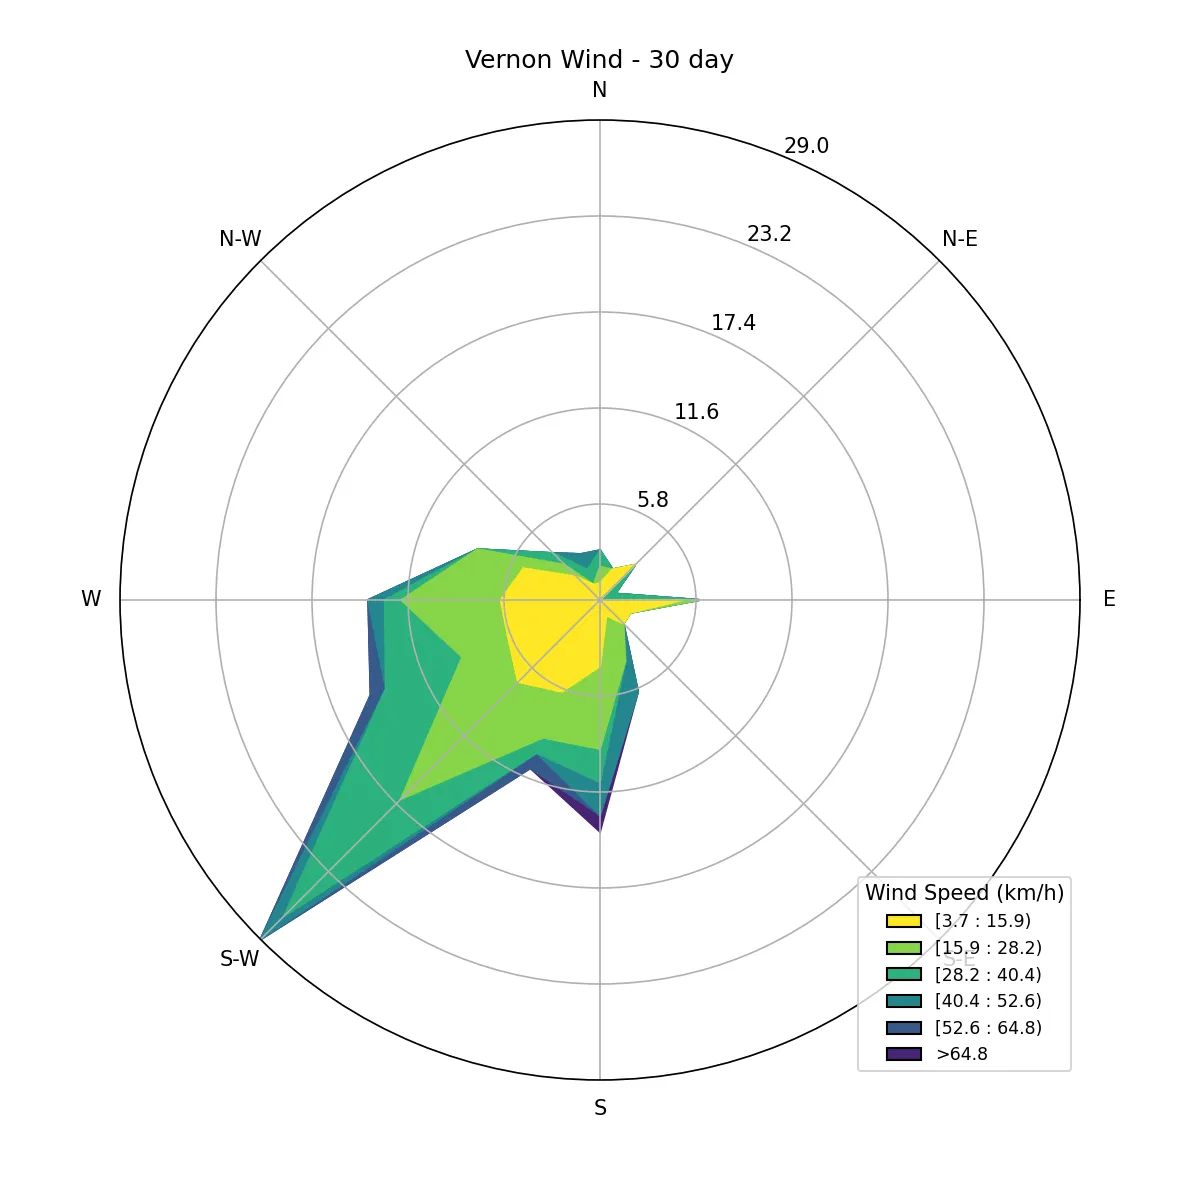 Vernon Wind - 30 day
N
29.0
N-W
23.2
N-E
17.4
11.6
5.8
W
E
S-W
S-E
S
Wind Speed (km/h)
[3.7 : 15.9)
[15.9 : 28.2)
[28.2 : 40.4)
[40.4 : 52.6)
[52.6 : 64.8)
>64.8